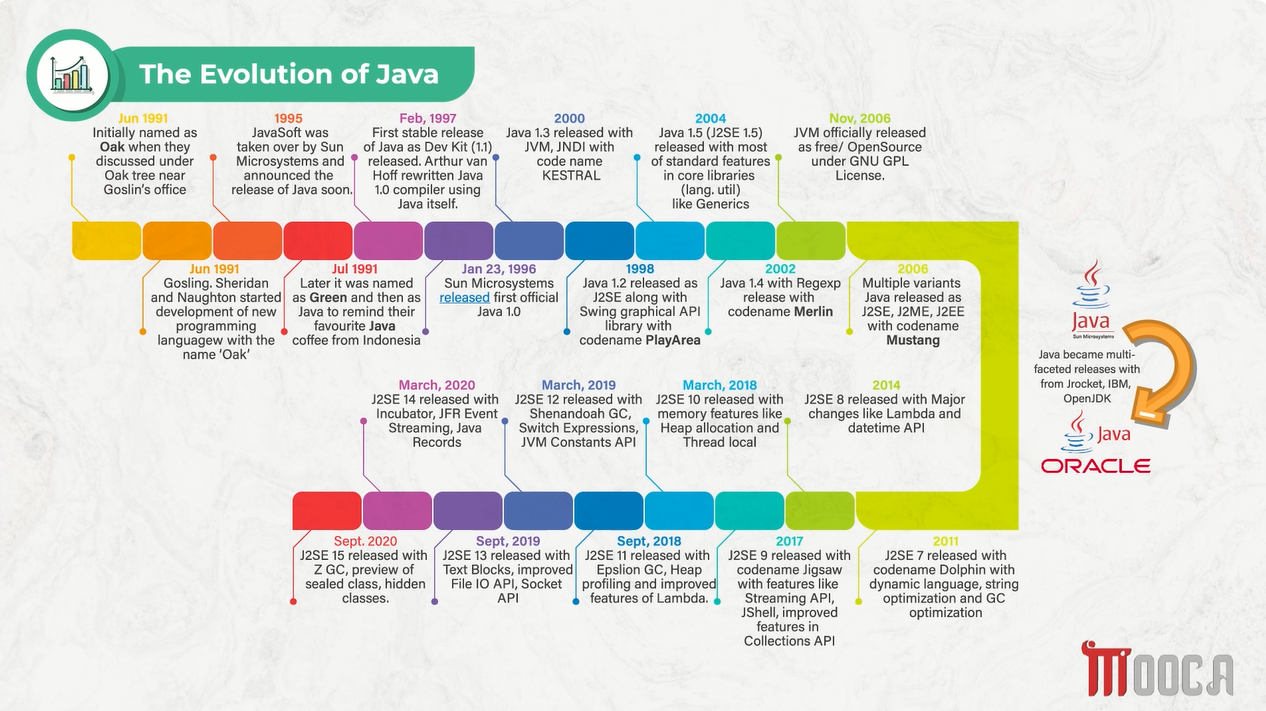 The Evolution of Java
Jun 1991
Initially named as
Oak when they
discussed under
Oak tree near
Goslin's office
1995
JavaSoft was
taken over by Sun
Microsystems and
announced the
release of Java soon.
Feb, 1997
First stable release
of Java as Dev Kit (1.1)
released. Arthur van
Hoff rewritten Java
1.0 compiler using
Java itself.
2000
Java 1.3 released with
JVM, JNDI with
code name
KESTRAL
2004
Java 1.5 (J2SE 1.5)
released with most
of standard features
in core libraries
(lang. util)
like Generics
Nov, 2006
JVM officially released
as free/ OpenSource
under GNU GPL
License.
Jun 1991
Gosling. Sheridan
and Naughton started
development of new
programming
languagew with the
name 'Oak'
Jul 1991
Later it was named
as Green and then as
Java to remind their
favourite Java
coffee from Indonesia
Jan 23, 1996
Sun Microsystems
released first official
Java 1.0
1998
Java 1.2 released as
J2SE along with
Swing graphical API
library with
codename PlayArea
2002
Java 1.4 with Regexp
release with
codename Merlin
2006
Multiple variants
Java released as
J2SE, J2ME, J2EE
with codename
Mustang
Java
Sun Microsystems
Java became multi-
faceted releases with
from Jrocket, IBM,
OpenJDK
Java
ORACLE
March, 2020
J2SE 14 released with
Incubator, JFR Event
Streaming, Java
Records
March, 2019
J2SE 12 released with
Shenandoah GC,
Switch Expressions,
JVM Constants API
March, 2018
J2SE 10 released with
memory features like
Heap allocation and
Thread local
2014
J2SE 8 released with Major
changes like Lambda and
datetime API
Sept. 2020
J2SE 15 released with
Z GC, preview of
sealed class, hidden
classes.
Sept, 2019
J2SE 13 released with
Text Blocks, improved
File IO API, Socket
API
Sept, 2018
J2SE 11 released with
Epslion GC, Heap
profiling and improved
features of Lambda.
2017
J2SE 9 released with
codename Jigsaw
with features like
Streaming API,
JShell, improved
features in
Collections API
2011
J2SE 7 released with
codename Dolphin with
dynamic language, string
optimization and GC
optimization
MOOCA